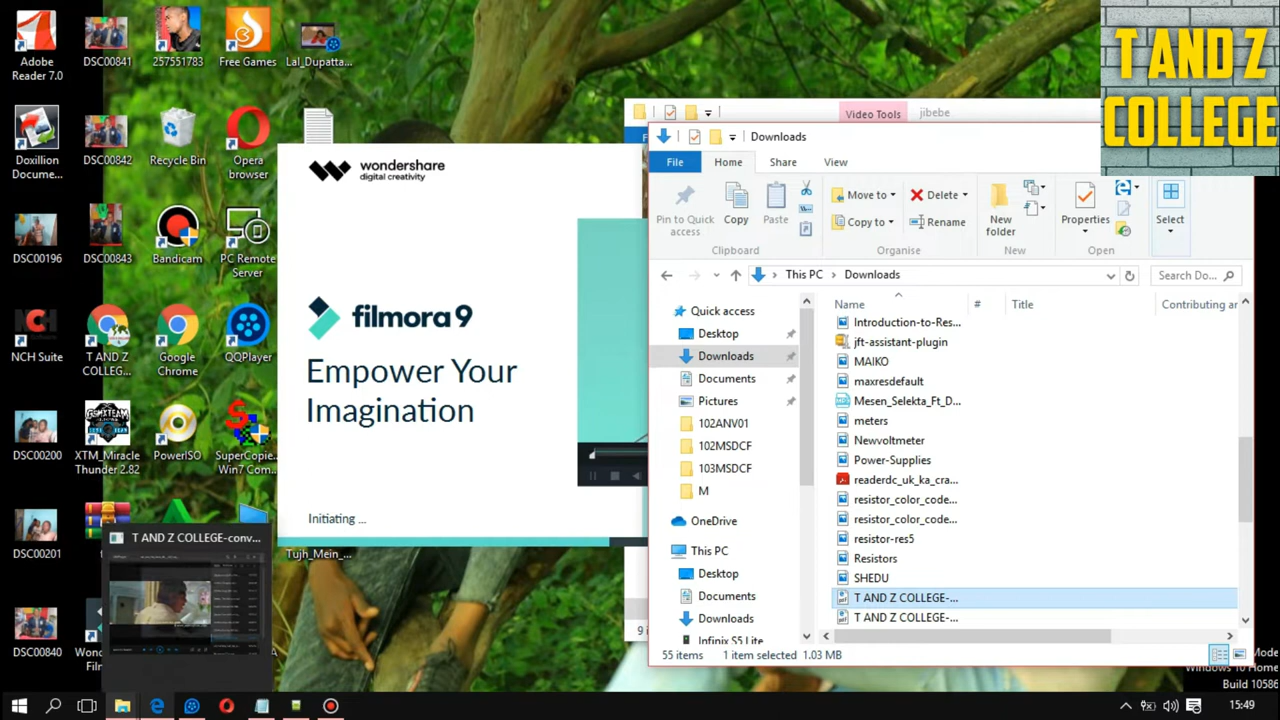 Adobe
Reader 7.0
DSC00841
257551783
Free Games
Lal_Dupatta...
Doxillion
Docume...
DSC00842
Recycle Bin
Opera
browser
DSC00196
DSC00843
Bandicam
PC Remote
Server
NCH Suite
T AND Z
COLLEG...
Google
Chrome
QQPlayer
DSC00200
XTM_Miracle
Thunder 2.82
PowerISO
SuperCopie...
Win7 Com...
DSC00201
Tujh_Mein_...
DSC00840
T AND Z COLLEGE-conv...
wondershare
digital creativity
filmora 9
Empower Your
Imagination
Initiating ...
Video Tools
jibebe
T AND Z
COLLEGE
Downloads
File
Home
Share
View
Pin to Quick
access
Copy
Paste
Move to
Copy to
Delete
Rename
New
folder
Properties
Select
Clipboard
Organise
New
Open
This PC
Downloads
Search Do...
Name
#
Title
Contributing ar
Quick access
Desktop
Downloads
Documents
Pictures
102ANV01
102MSDCF
103MSDCF
M
OneDrive
This PC
Desktop
Documents
Downloads
Infinix S5 Lite
Introduction-to-Res...
jft-assistant-plugin
MAIKO
maxresdefault
Mesen_Selekta_Ft_D...
meters
Newvoltmeter
Power-Supplies
readerdc_uk_ka_cra...
resistor_color_code...
resistor_color_code...
resistor-res5
Resistors
SHEDU
T AND Z COLLEGE-...
T AND Z COLLEGE-...
55 items
1 item selected 1.03 MB
Mode
Windows 10 Home
Build 10586
15:49